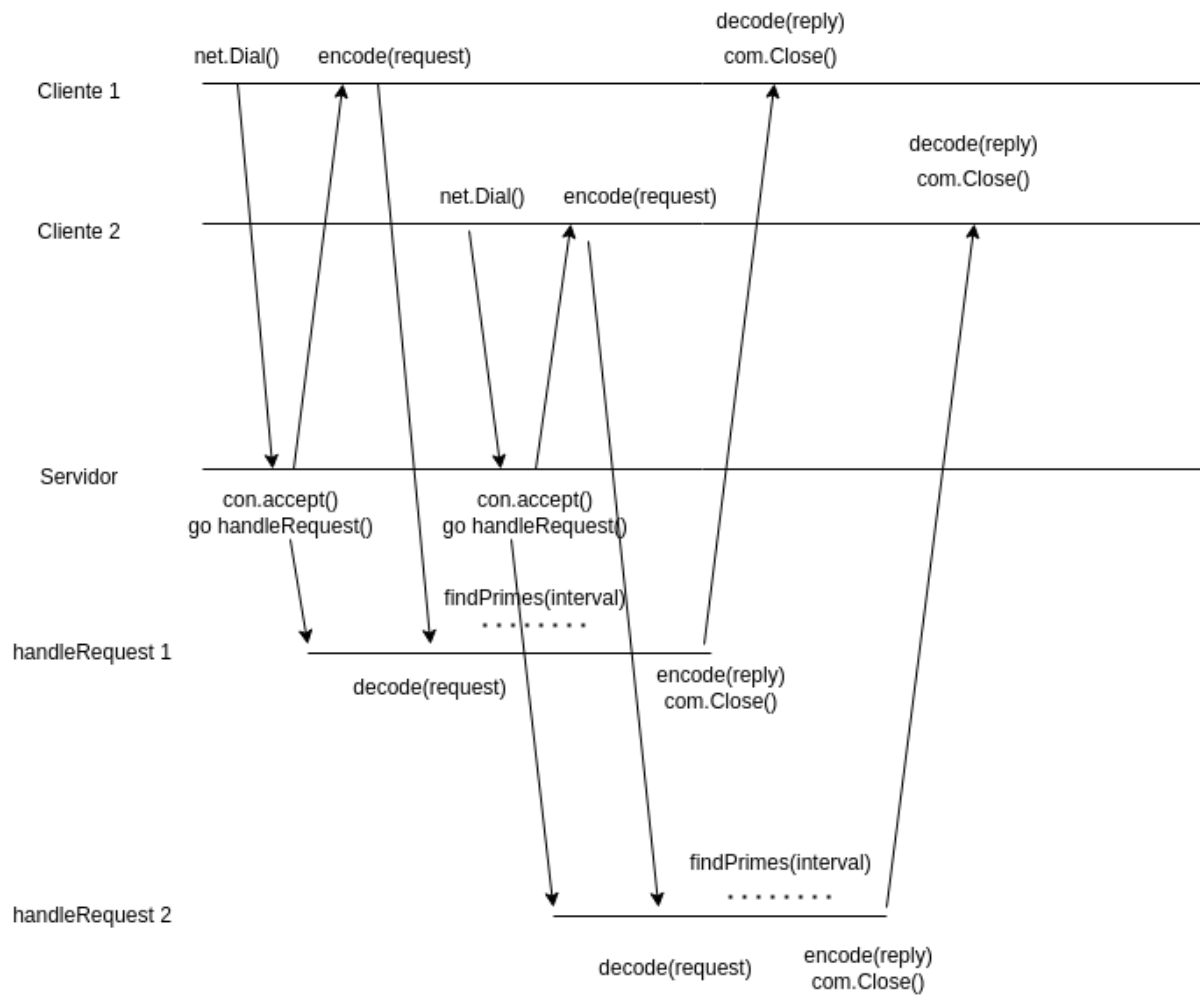 decode(reply)
net.Dial()
encode(request)
com.Close()
Cliente 1
decode(reply)
com.Close()
net.Dial()
encode(request)
Cliente 2
Servidor
con.accept()
go handleRequest()
con.accept()
go handleRequest()
findPrimes(interval)
handleRequest 1
decode(request)
encode(reply)
com.Close()
findPrimes(interval)
handleRequest 2
decode(request)
encode(reply)
com.Close()